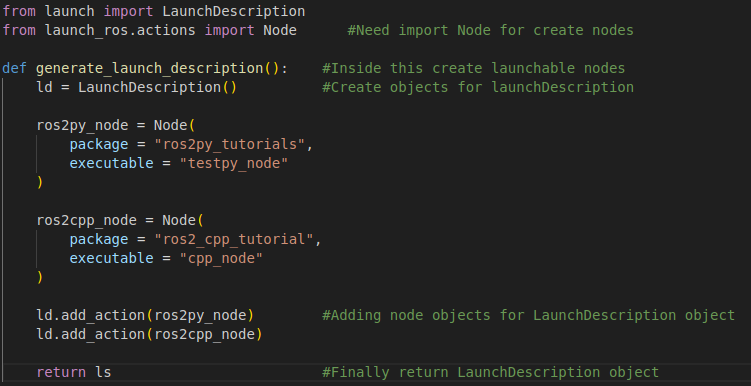 from launch import LaunchDescription
from launch_ros.actions import Node      #Need import Node for create nodes
def generate_launch_description():    #Inside this create launchable nodes
    ld = LaunchDescription()          #Create objects for launchDescription
    ros2py_node = Node(
        package = "ros2py_tutorials",
        executable = "testpy_node"
    )
    ros2cpp_node = Node(
        package = "ros2_cpp_tutorial",
        executable = "cpp_node"
    )
    ld.add_action(ros2py_node)        #Adding node objects for LaunchDescription object
    ld.add_action(ros2cpp_node)
    return ls                         #Finally return LaunchDescription object